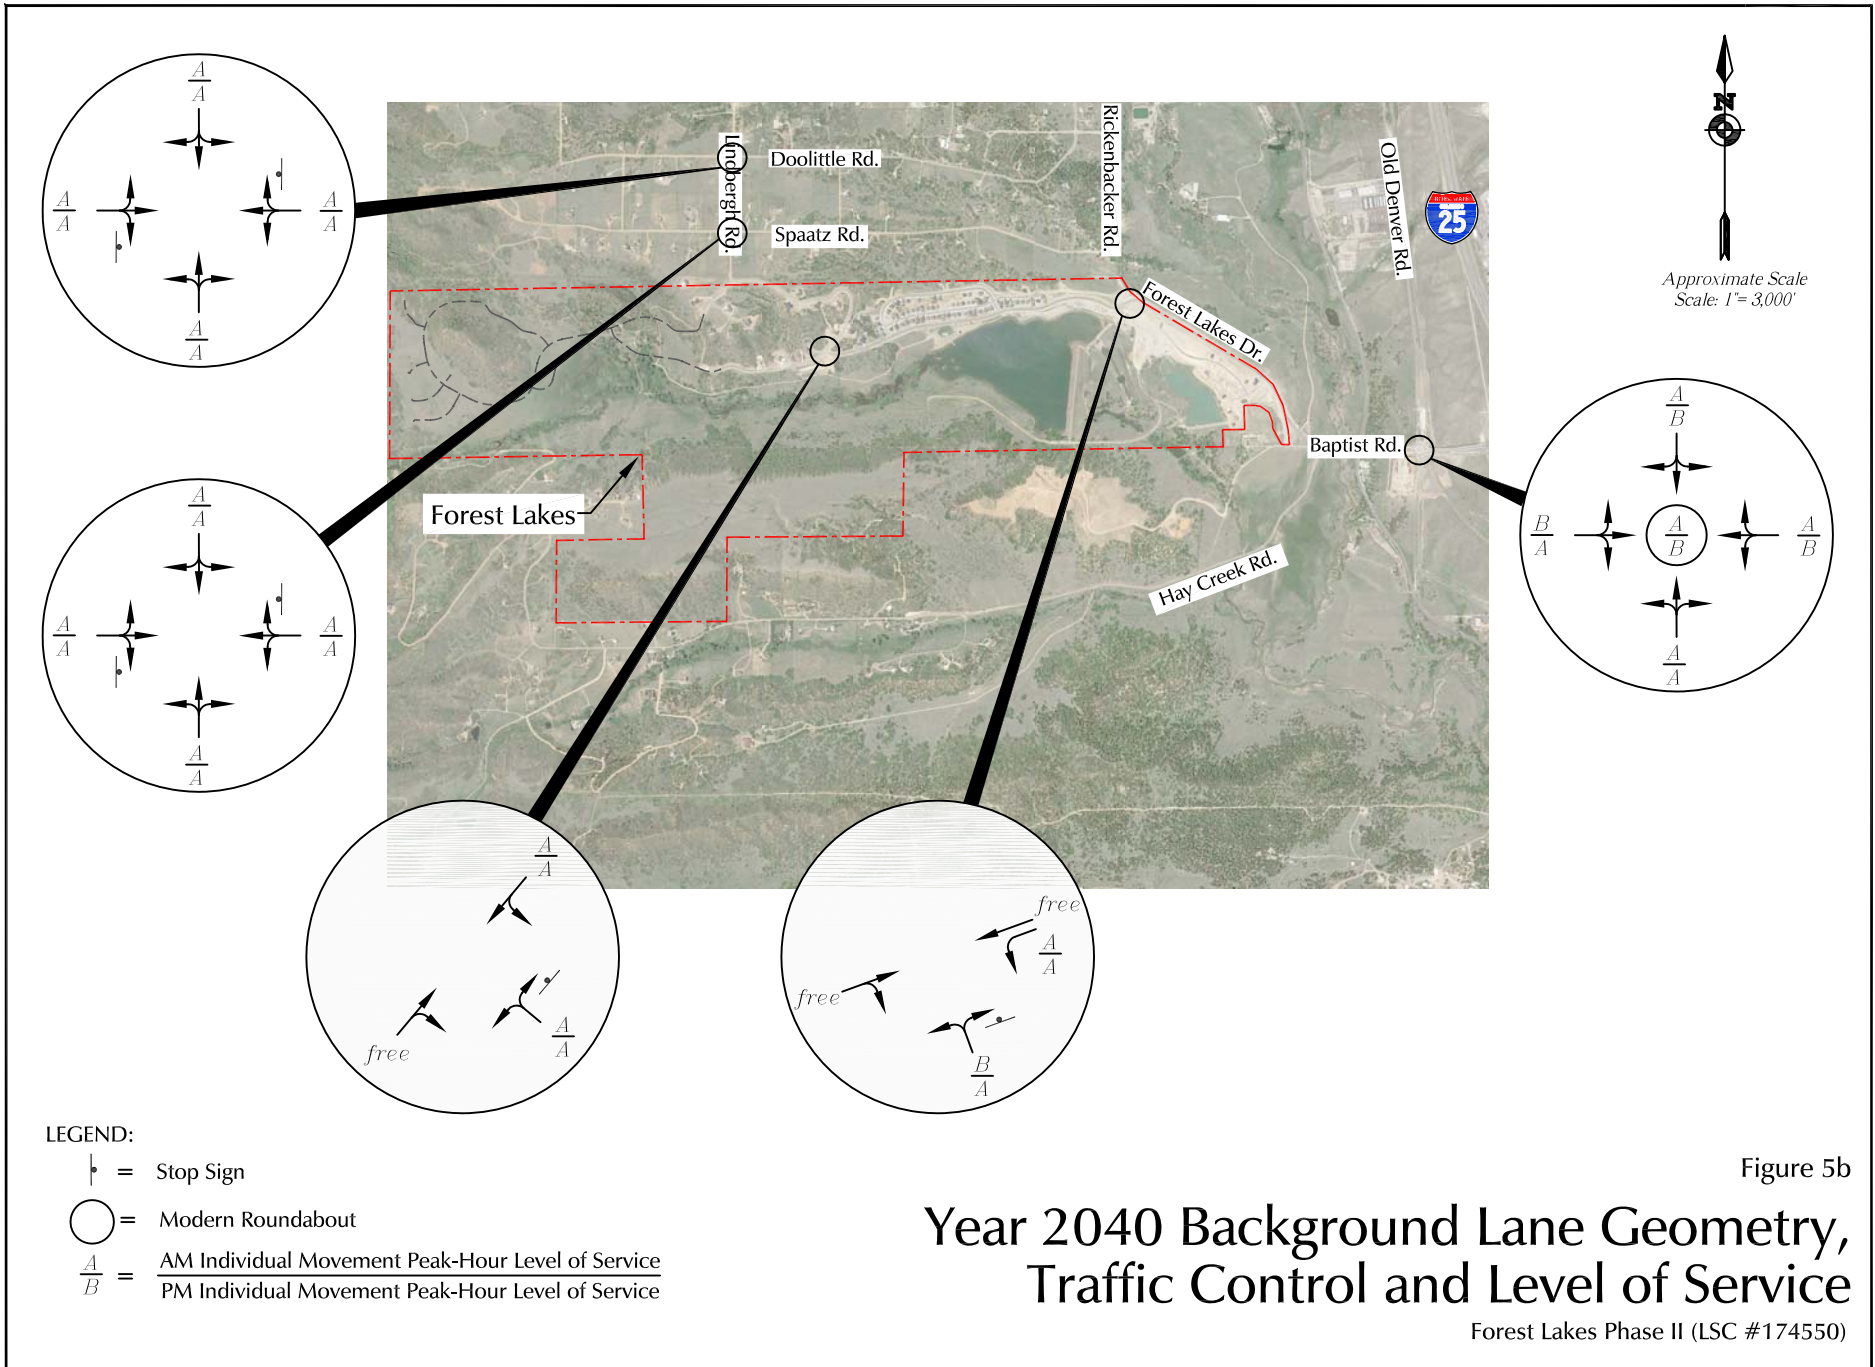 A
A
A
A
A
A
A
A
Lindbergh Rd.
Doolittle Rd.
Spaatz Rd.
Rickenbacker Rd.
Old Denver Rd.
25
N
Approximate Scale
Scale: 1"= 3,000'
Forest Lakes Dr.
Baptist Rd.
Forest Lakes
Hay Creek Rd.
A
B
B
A
A
B
A
B
A
A
A
A
A
A
A
A
A
A
A
A
free
A
A
free
A
A
free
B
A
LEGEND:
= Stop Sign
= Modern Roundabout
A
B
=
AM Individual Movement Peak-Hour Level of Service
PM Individual Movement Peak-Hour Level of Service
Figure 5b
Year 2040 Background Lane Geometry,
Traffic Control and Level of Service
Forest Lakes Phase II (LSC #174550)